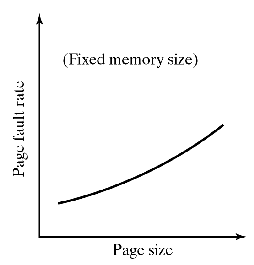 (Fixed memory size)
Page fault rate
Page size